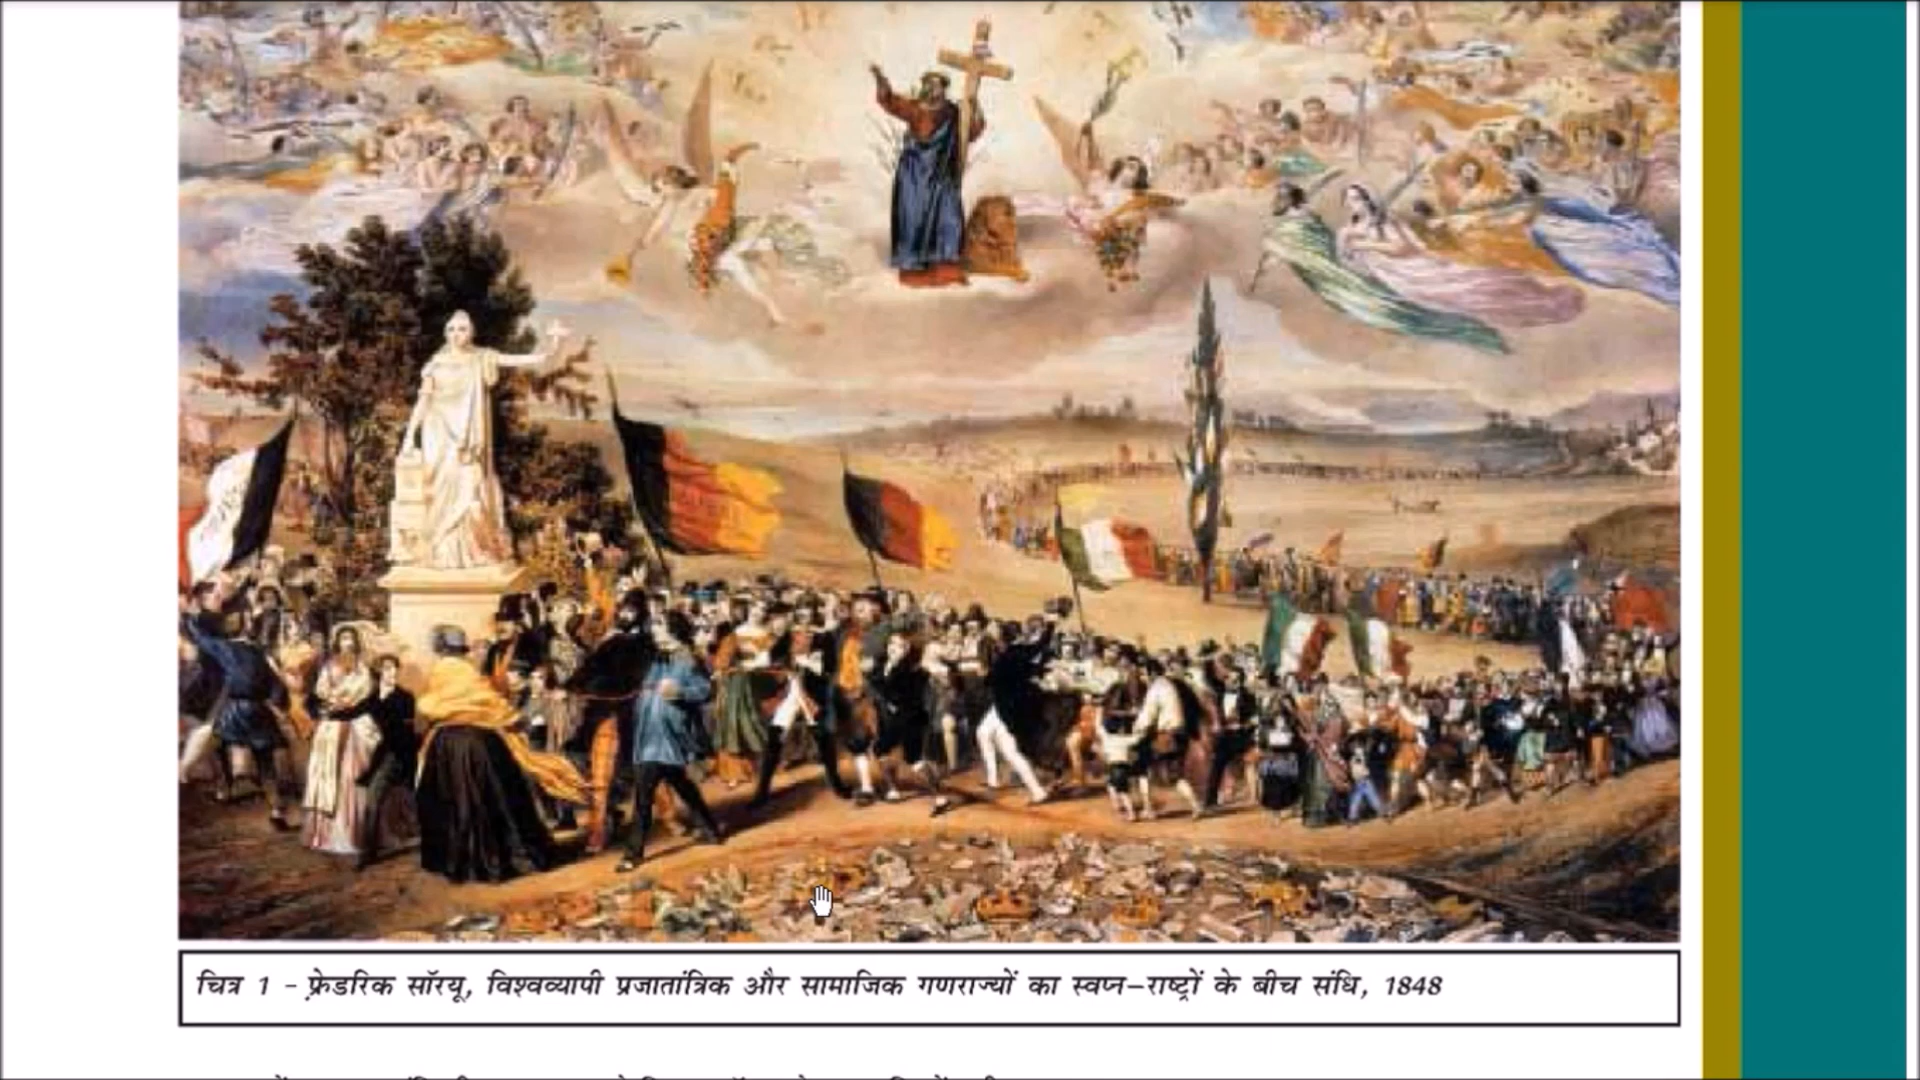 चित्र 1 – फ़्रेडरिक सॉरयू, विश्वव्यापी प्रजातांत्रिक और सामाजिक गणराज्यों का स्वप्न–राष्ट्रों के बीच संधि, 1848